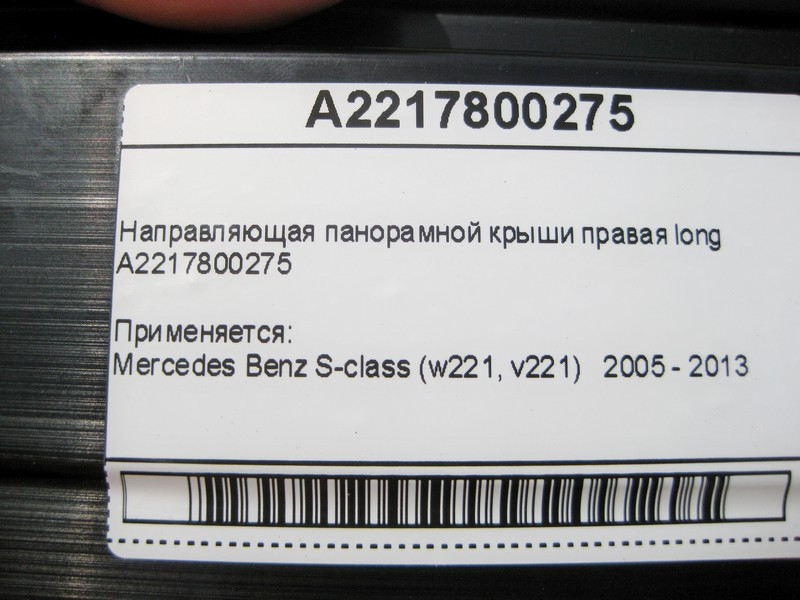 A2217800275
Направляющая панорамной крыши правая long
A2217800275
Применяется:
Mercedes Benz S-class (w221, v221) 2005 - 2013